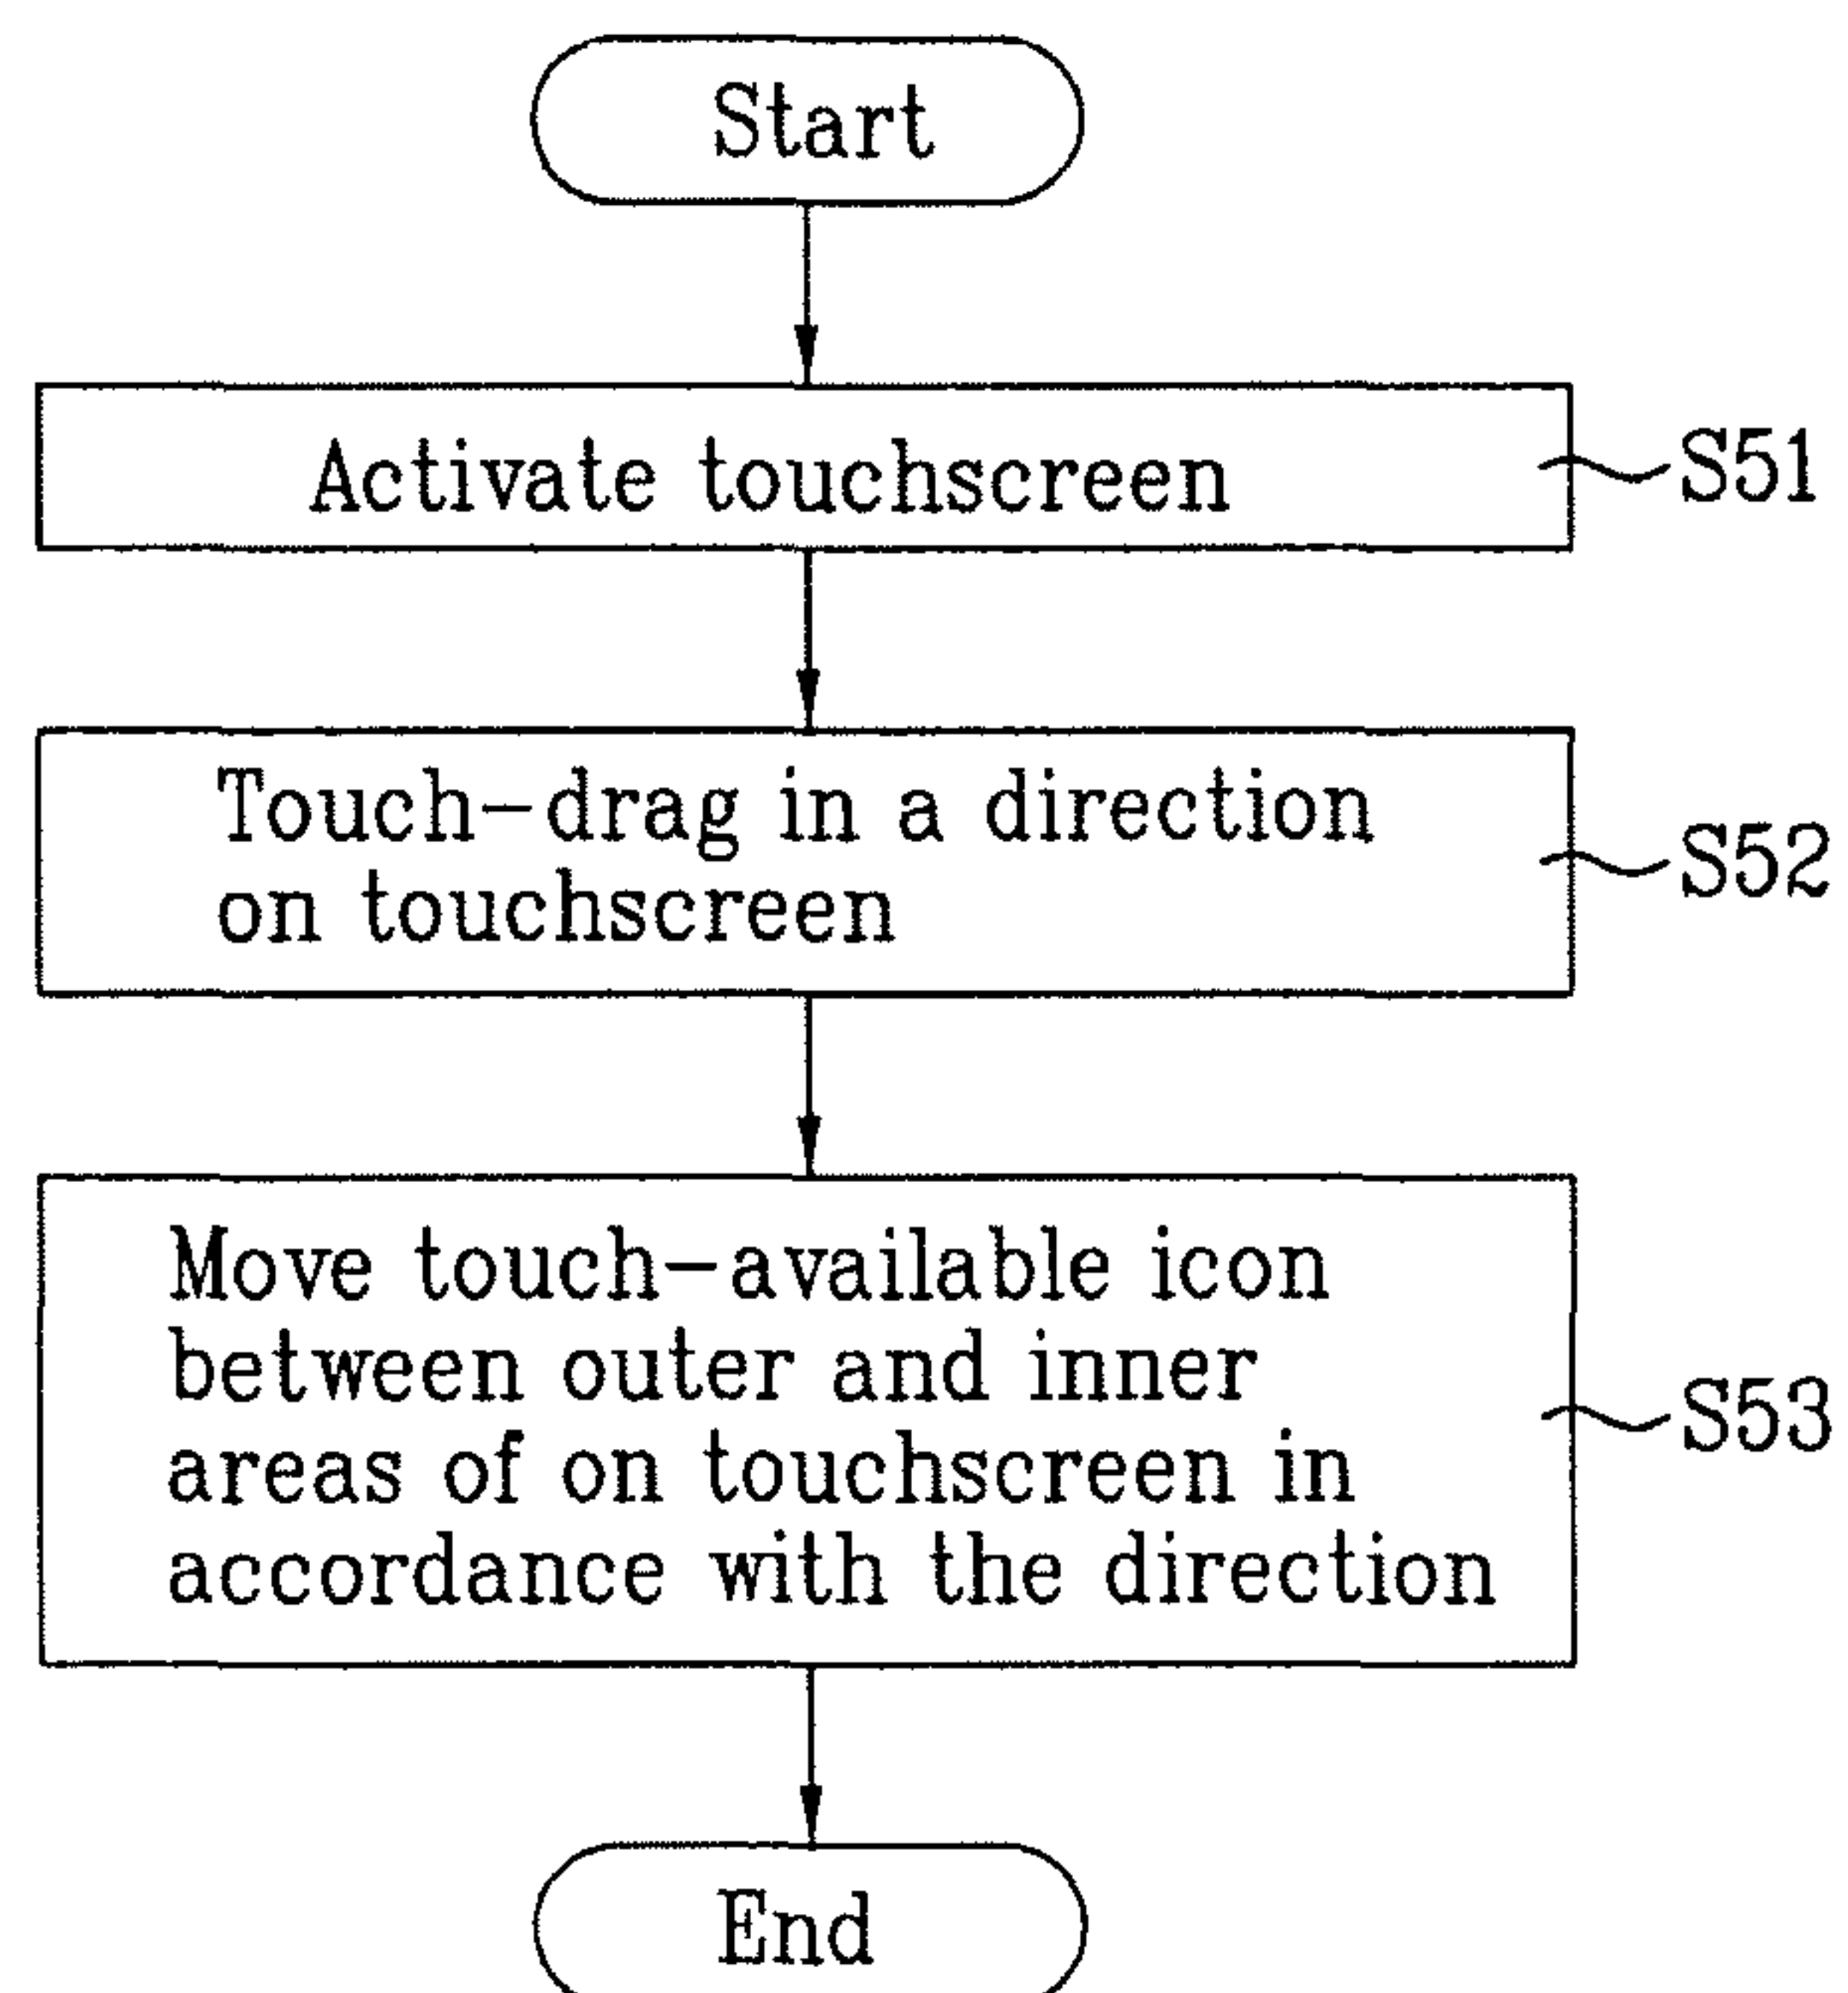 Start
Activate touchscreen
S51
Touch-drag in a direction
on touchscreen
S52
Move touch-available icon
between outer and inner
areas of on touchscreen in
accordance with the direction
S53
End